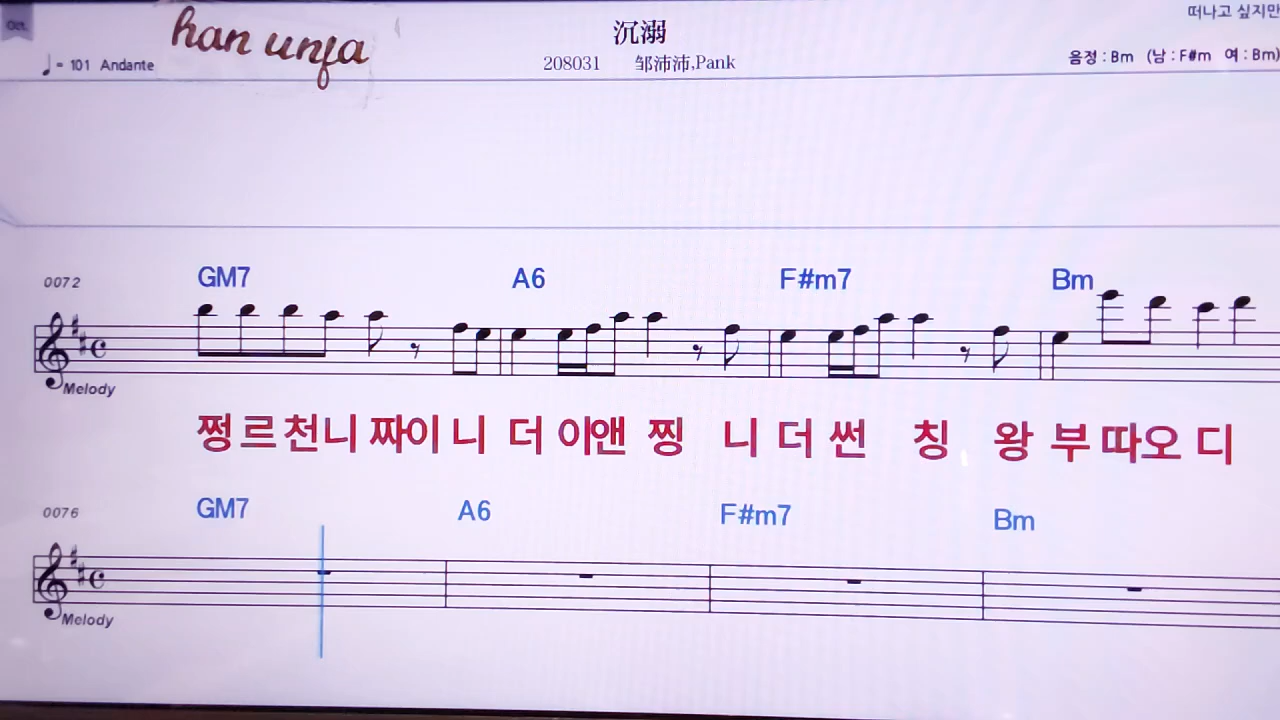 Oct.
han unfa
沉溺
떠나고 싶지만
♩= 101 Andante
208031 邹沛沛,Pank
음정 : Bm (남 : F#m 여 : Bm)
0072 GM7 A6 F#m7 Bm
Melody
쩡 르 천 니 짜이 니 더 이앤 찡 니 더 썬 칭 왕 부 따오 디
0076 GM7 A6 F#m7 Bm
Melody